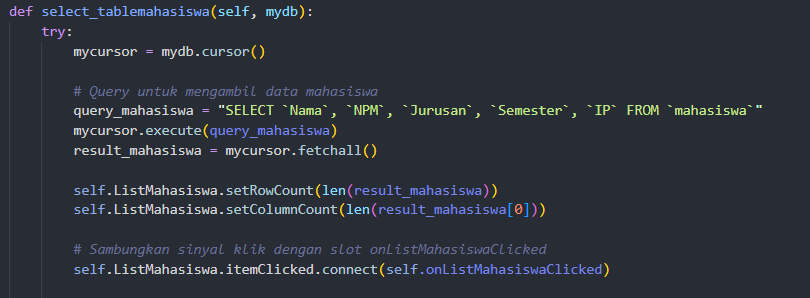 def select_tablemahasiswa(self, mydb):
try:
mycursor = mydb.cursor()
# Query untuk mengambil data mahasiswa
query_mahasiswa = "SELECT `Nama`, `NPM`, `Jurusan`, `Semester`, `IP` FROM `mahasiswa`"
mycursor.execute(query_mahasiswa)
result_mahasiswa = mycursor.fetchall()
self.ListMahasiswa.setRowCount(len(result_mahasiswa))
self.ListMahasiswa.setColumnCount(len(result_mahasiswa[0]))
# Sambungkan sinyal klik dengan slot onListMahasiswaClicked
self.ListMahasiswa.itemClicked.connect(self.onListMahasiswaClicked)